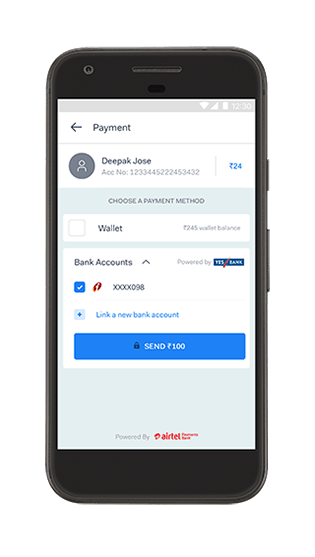 12:30
Payment
Deepak Jose
Acc No: 1233445222453432
₹24
CHOOSE A PAYMENT METHOD
Wallet
₹245 wallet balance
Bank Accounts
Powered by YES BANK
XXXX098
Link a new bank account
SEND ₹100
Powered By airtel Payments Bank